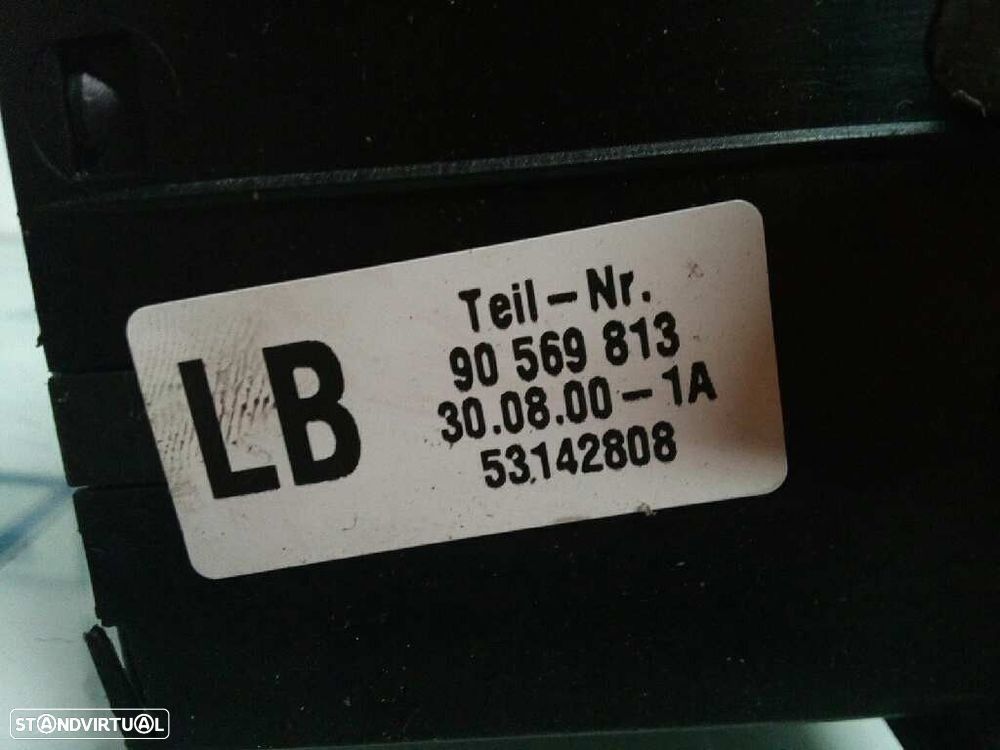 LB
Teil-Nr.
90 569 813
30.08.00-1A
53142808
STANDVIRTUAL